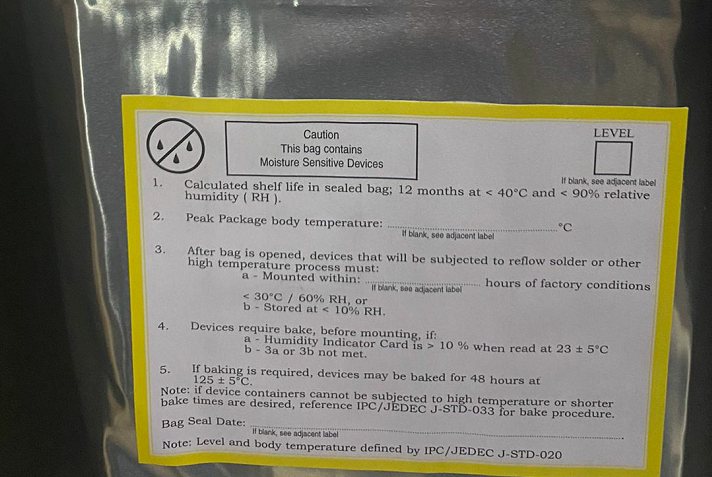 Caution
This bag contains
Moisture Sensitive Devices
LEVEL
If blank, see adjacent label
1. Calculated shelf life in sealed bag; 12 months at < 40°C and < 90% relative
humidity ( RH ).
2. Peak Package body temperature: °C
If blank, see adjacent label
3. After bag is opened, devices that will be subjected to reflow solder or other
high temperature process must:
a - Mounted within: hours of factory conditions
If blank, see adjacent label
< 30°C / 60% RH, or
b - Stored at < 10% RH.
4. Devices require bake, before mounting, if:
a - Humidity Indicator Card is > 10 % when read at 23 ± 5°C
b - 3a or 3b not met.
5. If baking is required, devices may be baked for 48 hours at
125 ± 5°C.
Note: if device containers cannot be subjected to high temperature or shorter
bake times are desired, reference IPC/JEDEC J-STD-033 for bake procedure.
Bag Seal Date:
If blank, see adjacent label
Note: Level and body temperature defined by IPC/JEDEC J-STD-020